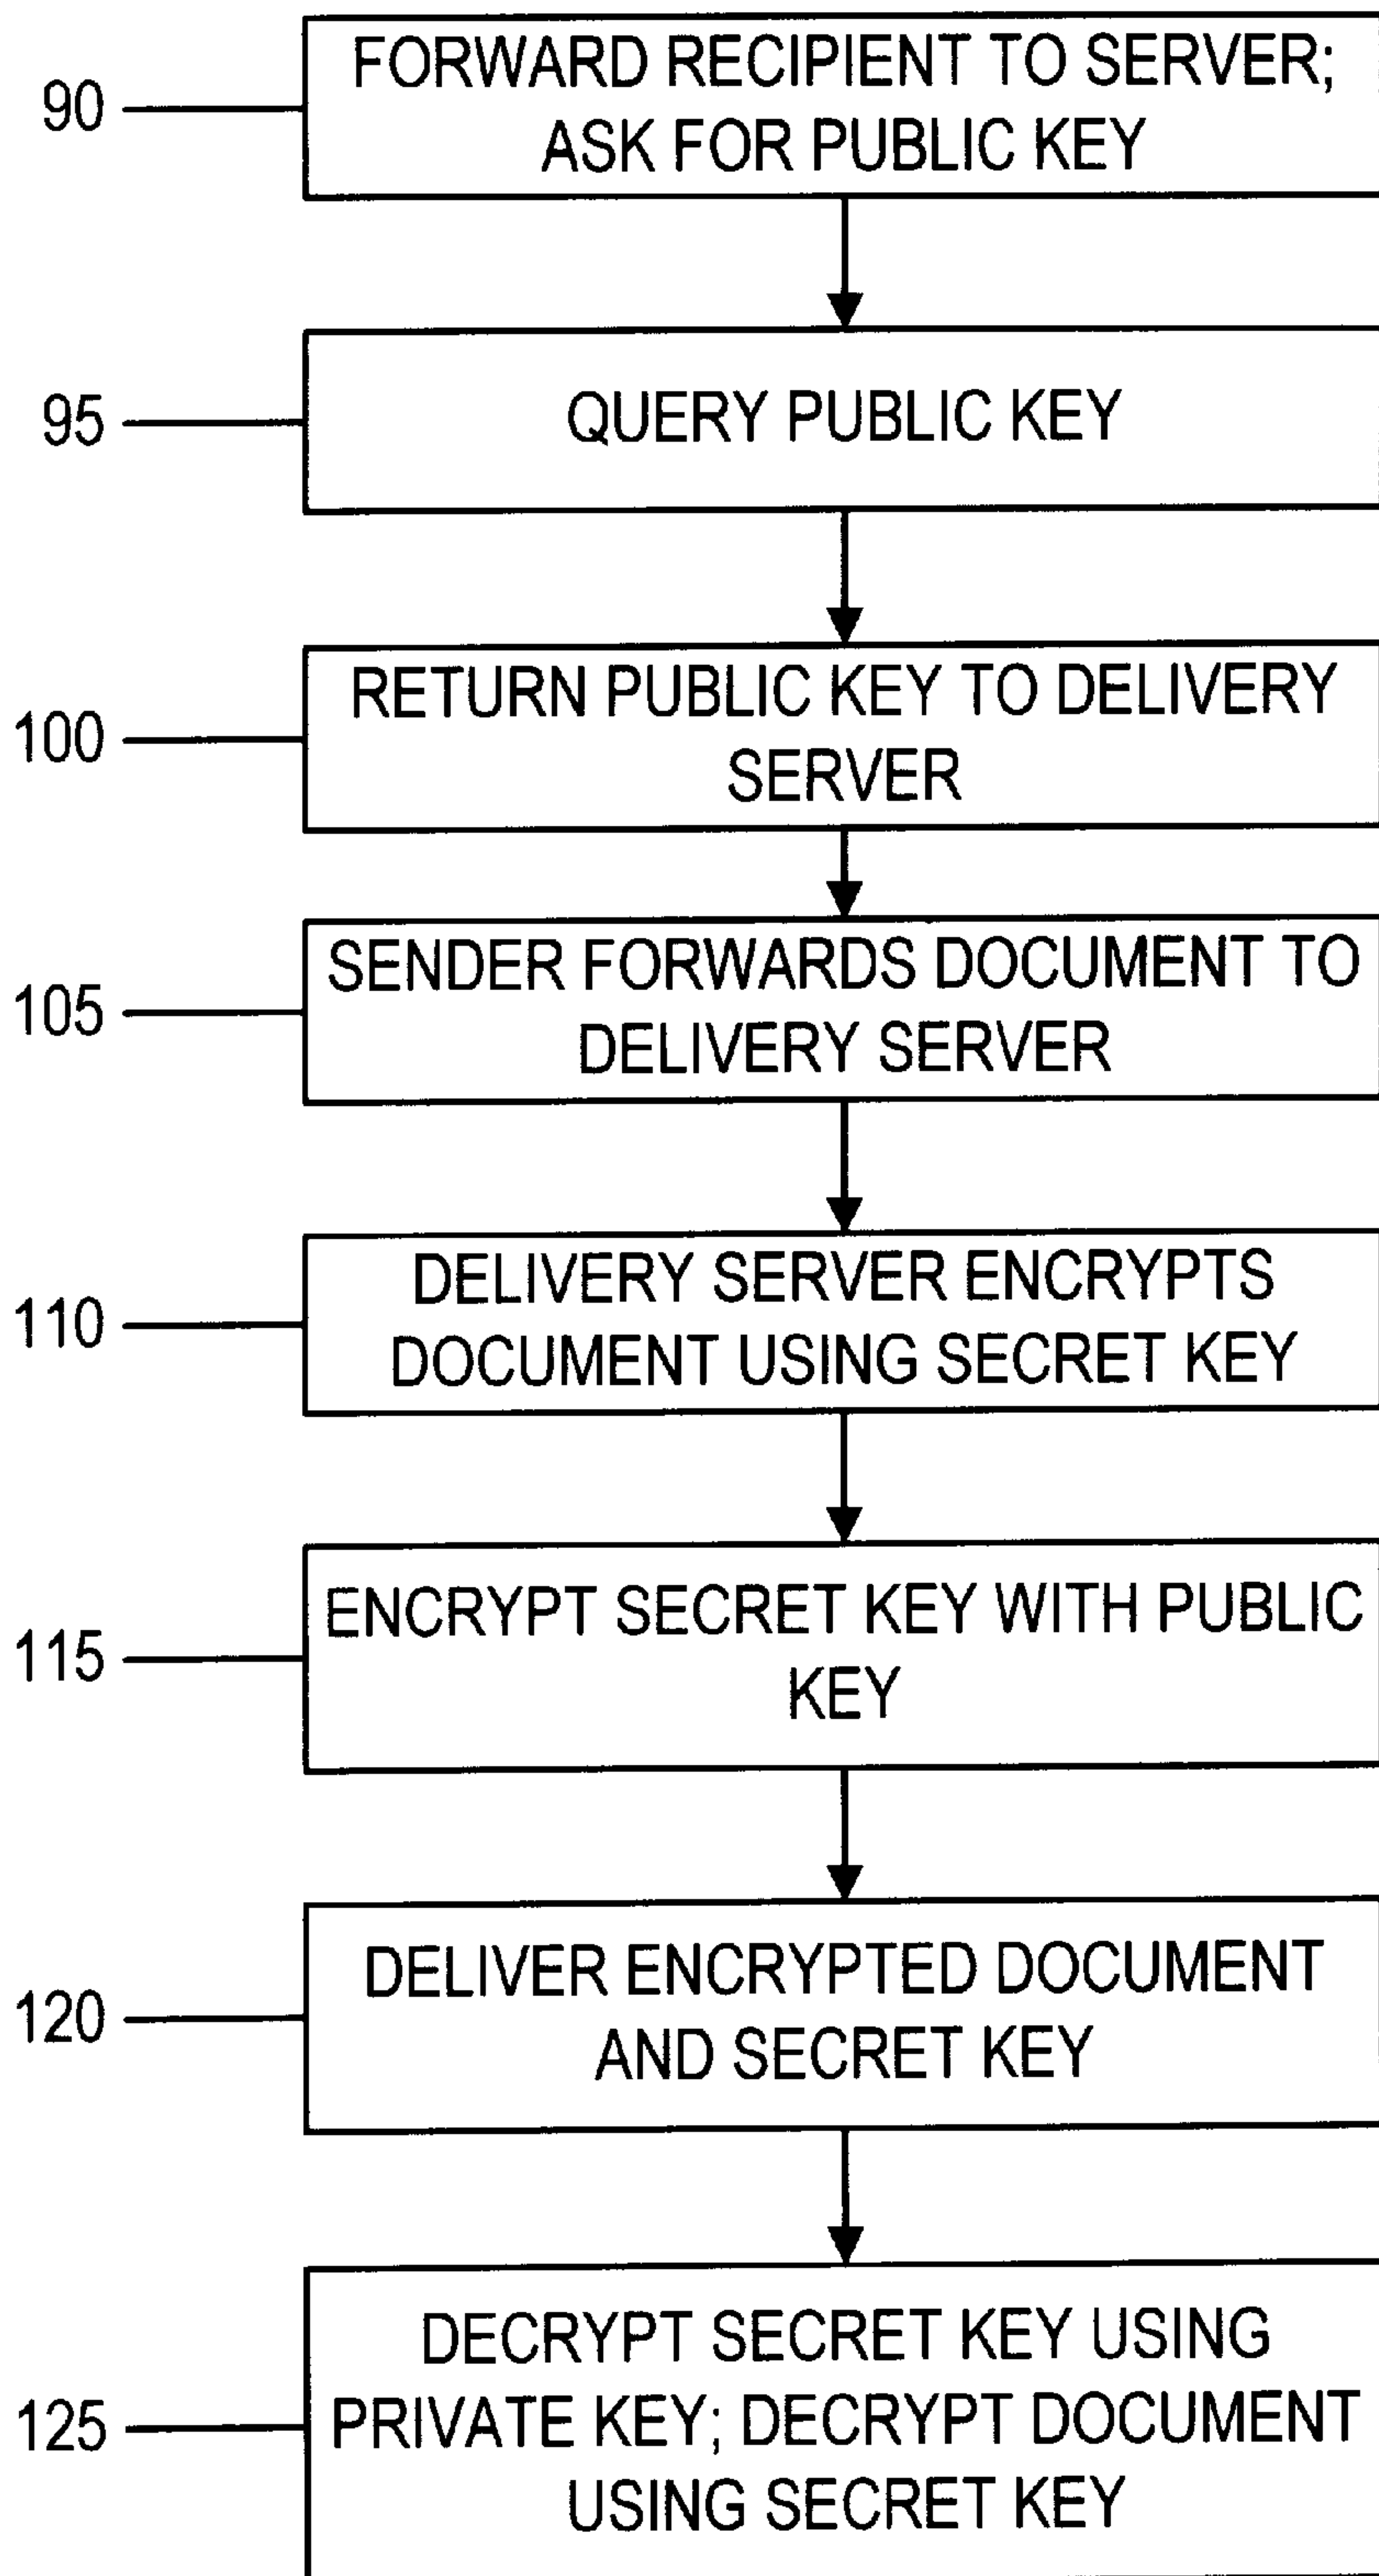 90
FORWARD RECIPIENT TO SERVER;
ASK FOR PUBLIC KEY
95
QUERY PUBLIC KEY
100
RETURN PUBLIC KEY TO DELIVERY
SERVER
105
SENDER FORWARDS DOCUMENT TO
DELIVERY SERVER
110
DELIVERY SERVER ENCRYPTS
DOCUMENT USING SECRET KEY
115
ENCRYPT SECRET KEY WITH PUBLIC
KEY
120
DELIVER ENCRYPTED DOCUMENT
AND SECRET KEY
125
DECRYPT SECRET KEY USING
PRIVATE KEY; DECRYPT DOCUMENT
USING SECRET KEY